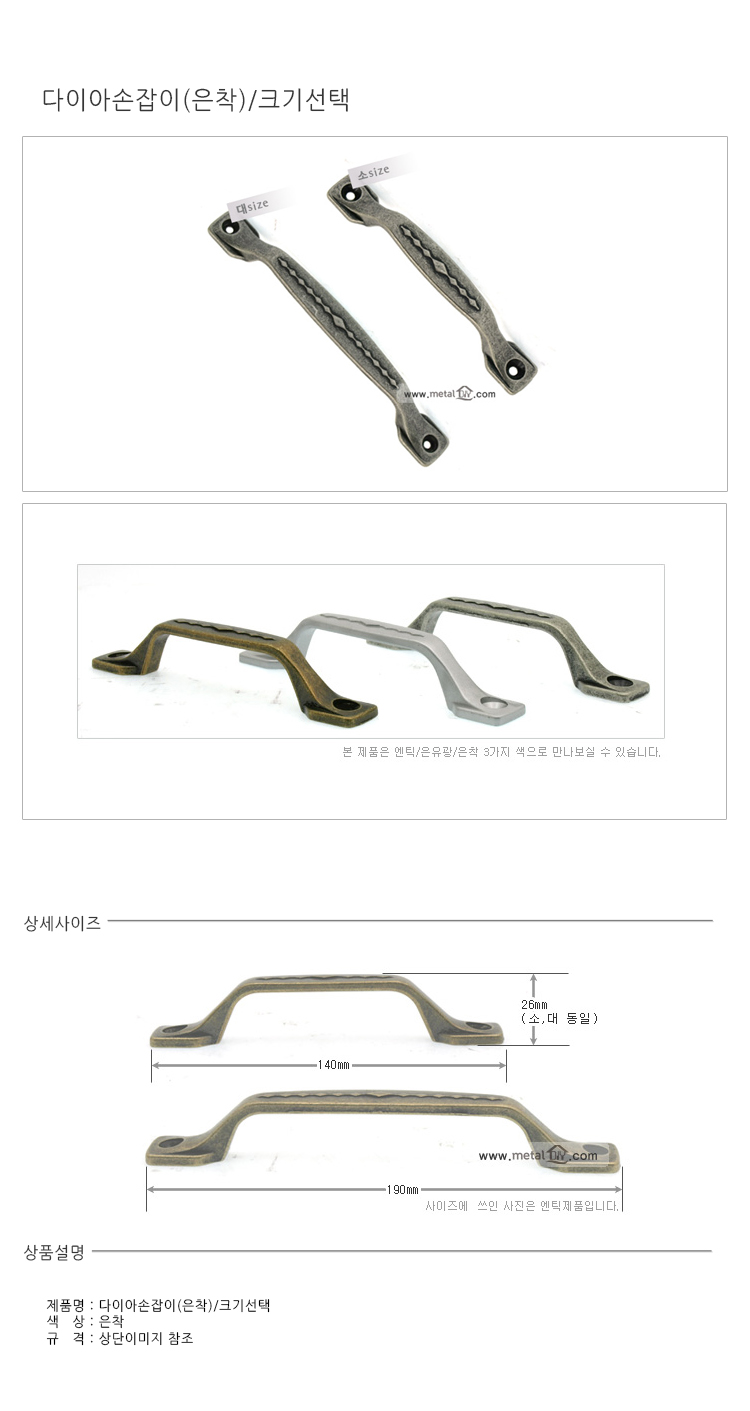 다이아손잡이(은착)/크기선택
소size
대size
www.metalTW.com
본 제품은 엔틱/은유광/은착 3가지 색으로 만나보실 수 있습니다.
상세사이즈
26mm
(소,대 동일)
140mm
www.metalTW.com
190mm
사이즈에 쓰인 사진은 엔틱제품입니다.
상품설명
제품명 : 다이아손잡이(은착)/크기선택
색 상 : 은착
규 격 : 상단이미지 참조